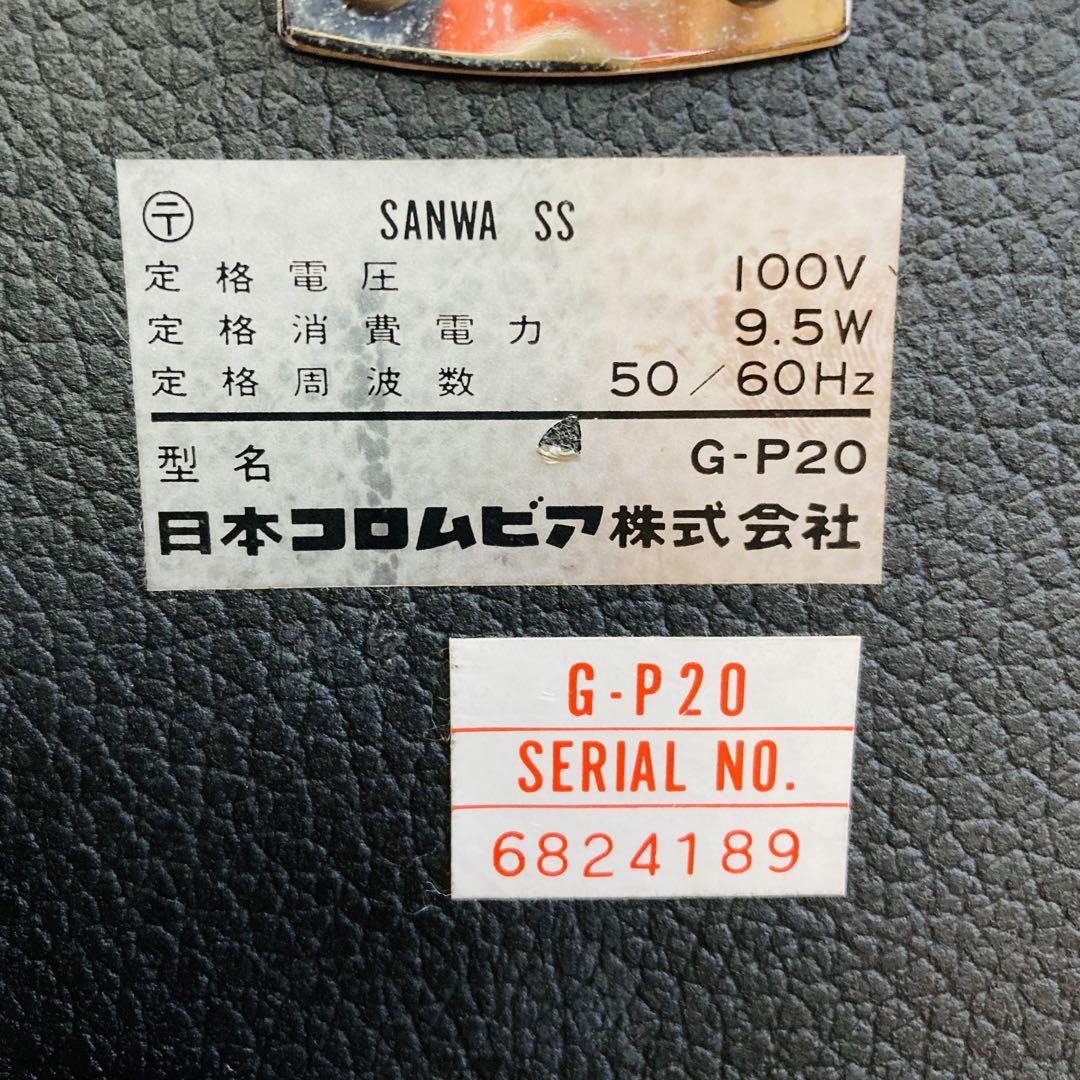 〒 SANWA SS
定格電圧 100V
定格消費電力 9.5W
定格周波数 50/60Hz
型名 G-P20
日本コロムビア株式会社
G-P20
SERIAL NO.
6824189